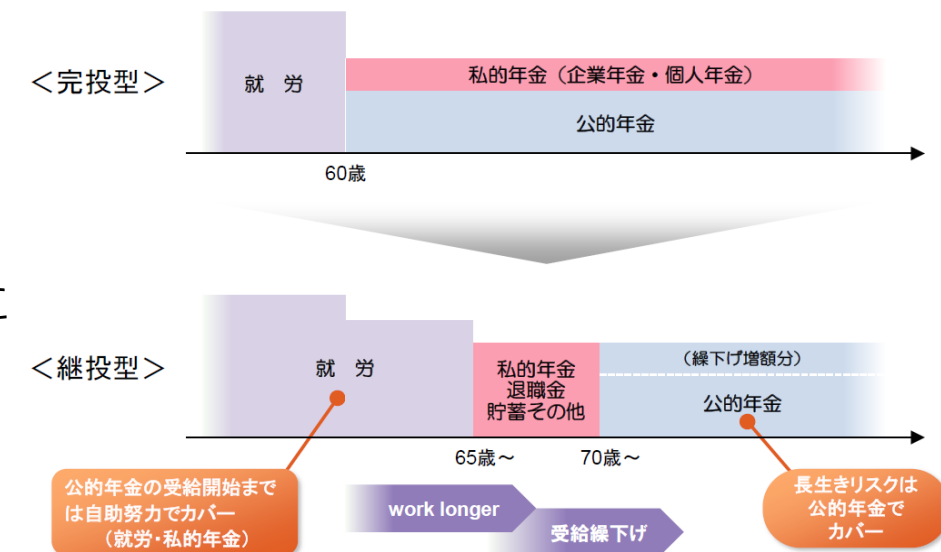 ＜完投型＞
就　労
私的年金（企業年金・個人年金）
公的年金
60歳
に
＜継投型＞
就　労
私的年金
退職金
貯蓄その他
（繰下げ増額分）
公的年金
65歳～
70歳～
公的年金の受給開始まで
は自助努力でカバー
（就労・私的年金）
work longer
受給繰下げ
長生きリスクは
公的年金で
カバー